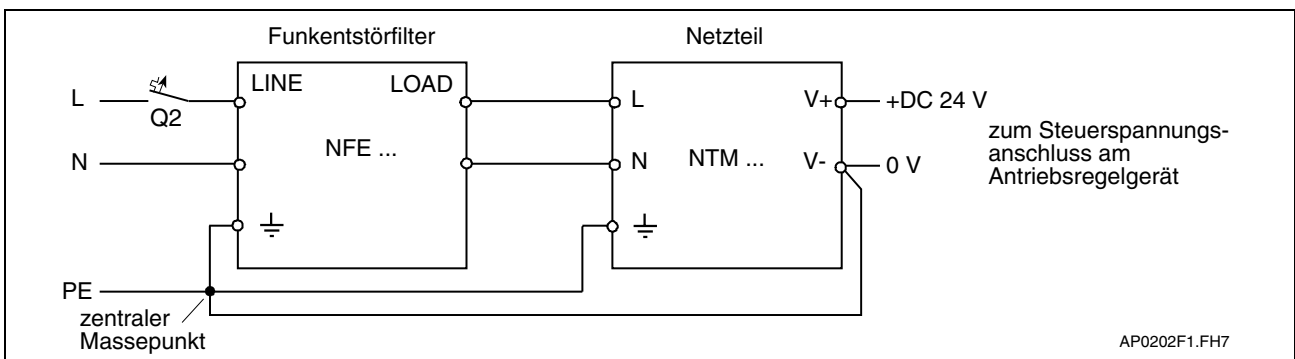 Funkentstörfilter
Netzteil
LINE
LOAD
L
Q2
L
V+
+DC 24 V
NFE ...
NTM ...
zum Steuerspannungs-
anschluss am
Antriebsregelgerät
N
N
V-
0 V
PE
zentraler
Massepunkt
AP0202F1.FH7